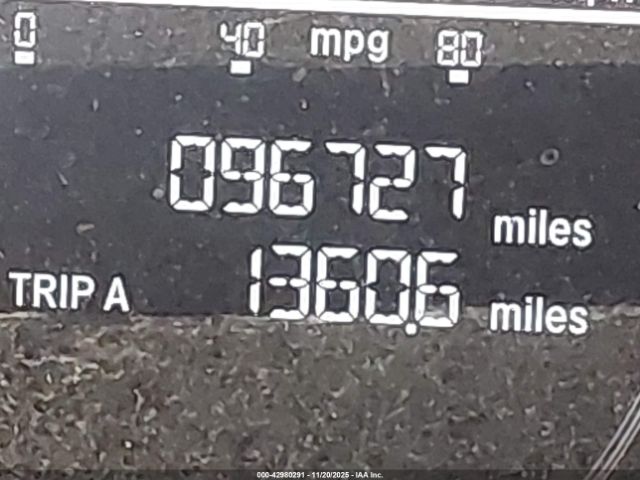 0 40 mpg 80
096727 miles
TRIP A 1360.6 miles
000-42980291 - 11/20/2025 - IAA Inc.